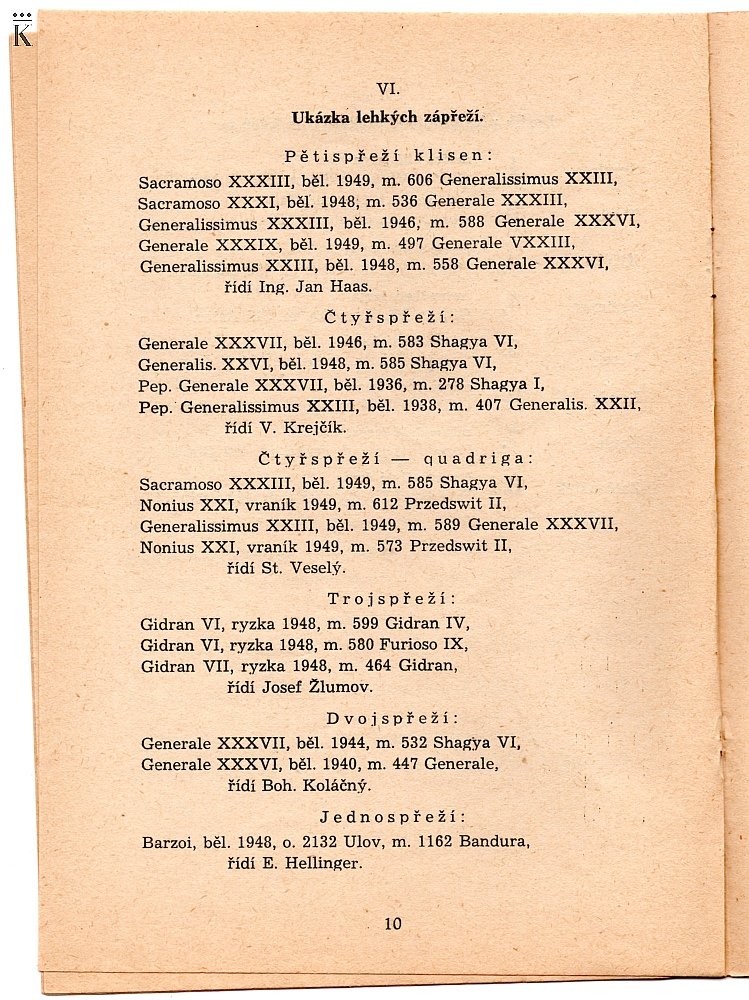 K
VI.
Ukázka lehkých zápřeží.
Pětispřeží klisen:
Sacramoso XXXIII, běl. 1949, m. 606 Generalissimus XXIII,
Sacramoso XXXI, běl. 1948, m. 536 Generale XXXIII,
Generalissimus XXXIII, běl. 1946, m. 588 Generale XXXVI,
Generale XXXIX, běl. 1949, m. 497 Generale VXXIII,
Generalissimus XXIII, běl. 1948, m. 558 Generale XXXVI,
řídí Ing. Jan Haas.
Čtyřspřeží:
Generale XXXVII, běl. 1946, m. 583 Shagya VI,
Generalis. XXVI, běl. 1948, m. 585 Shagya VI,
Pep. Generale XXXVII, běl. 1936, m. 278 Shagya I,
Pep. Generalissimus XXIII, běl. 1938, m. 407 Generalis. XXII,
řídí V. Krejčík.
Čtyřspřeží — quadriga:
Sacramoso XXXIII, běl. 1949, m. 585 Shagya VI,
Nonius XXI, vraník 1949, m. 612 Przedswit II,
Generalissimus XXIII, běl. 1949, m. 589 Generale XXXVII,
Nonius XXI, vraník 1949, m. 573 Przedswit II,
řídí St. Veselý.
Trojspřeží:
Gidran VI, ryzka 1948, m. 599 Gidran IV,
Gidran VI, ryzka 1948, m. 580 Furioso IX,
Gidran VII, ryzka 1948, m. 464 Gidran,
řídí Josef Žlumov.
Dvojspřeží:
Generale XXXVII, běl. 1944, m. 532 Shagya VI,
Generale XXXVI, běl. 1940, m. 447 Generale,
řídí Boh. Koláčný.
Jednospřeží:
Barzoi, běl. 1948, o. 2132 Ulov, m. 1162 Bandura,
řídí E. Hellinger.
10